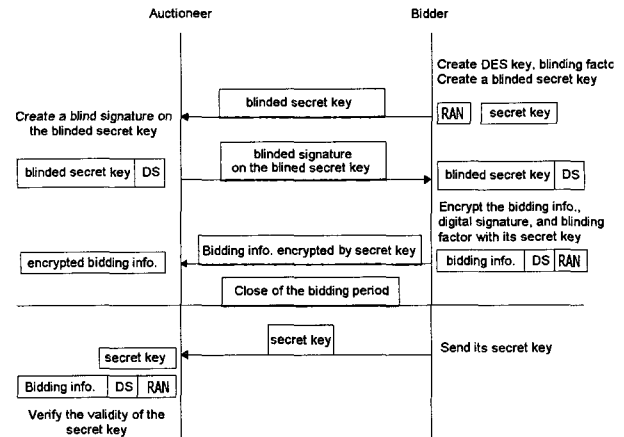 Auctioneer
Bidder
Create DES key, blinding factc
Create a blinded secret key
blinded secret key
RAN
secret key
Create a blind signature on
the blinded secret key
blinded signature
on the blined secret key
blinded secret key
DS
blinded secret key
DS
Encrypt the bidding info.,
digital signature, and blinding
factor with its secret key
Bidding info. encrypted by secret key
encrypted bidding info.
bidding info.
DS
RAN
Close of the bidding period
secret key
Send its secret key
secret key
Bidding info.
DS
RAN
Verify the validity of the
secret key